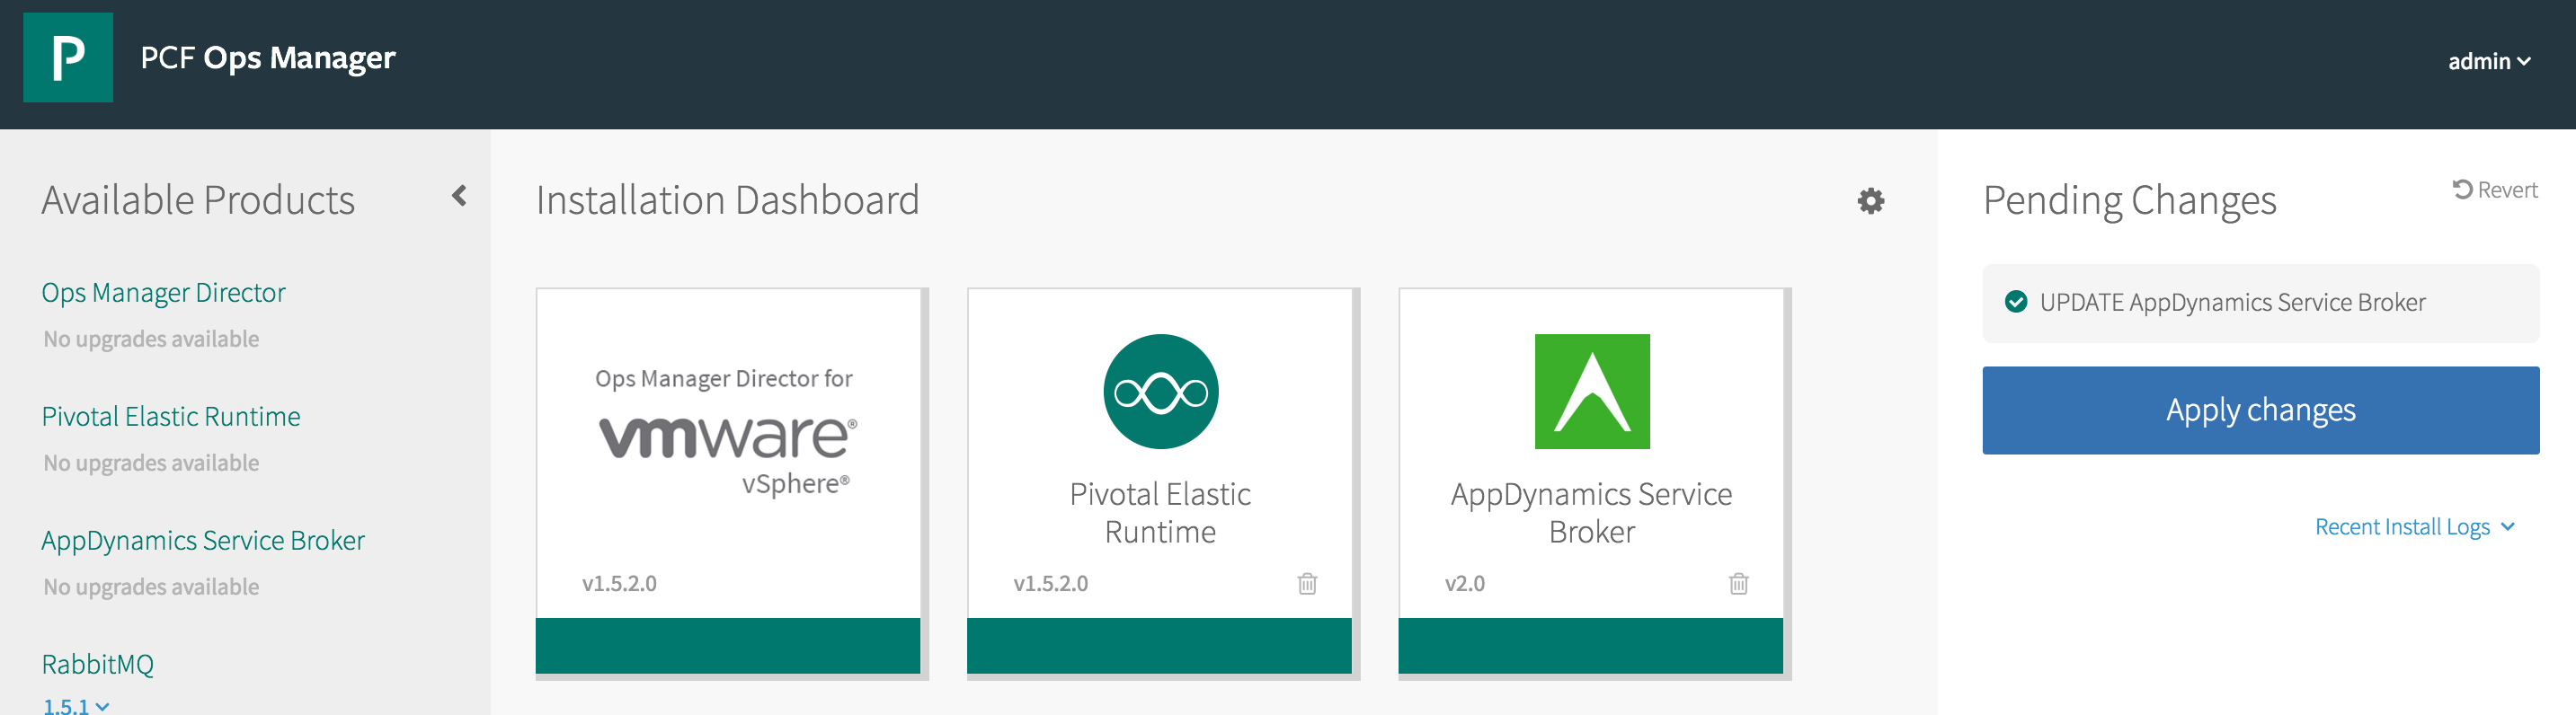 P
PCF Ops Manager
admin
Available Products
Ops Manager Director
No upgrades available
Pivotal Elastic Runtime
No upgrades available
AppDynamics Service Broker
No upgrades available
RabbitMQ
1.5.1
Installation Dashboard
Ops Manager Director for
vmware®
vSphere®
v1.5.2.0
Pivotal Elastic
Runtime
v1.5.2.0
AppDynamics Service
Broker
v2.0
Pending Changes
Revert
UPDATE AppDynamics Service Broker
Apply changes
Recent Install Logs